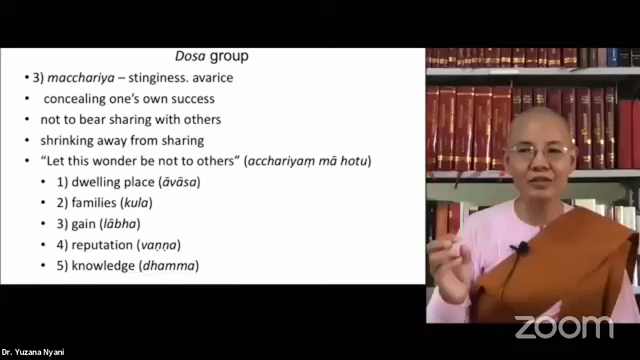 Dosa group
• 3) macchariya – stinginess. avarice
• concealing one's own success
• not to bear sharing with others
• shrinking away from sharing
• “Let this wonder be not to others” (acchariyaṃ mā hotu)
• 1) dwelling place (āvāsa)
• 2) families (kula)
• 3) gain (lābha)
• 4) reputation (vaṇṇa)
• 5) knowledge (dhamma)
zoom
Dr. Yuzana Nyani